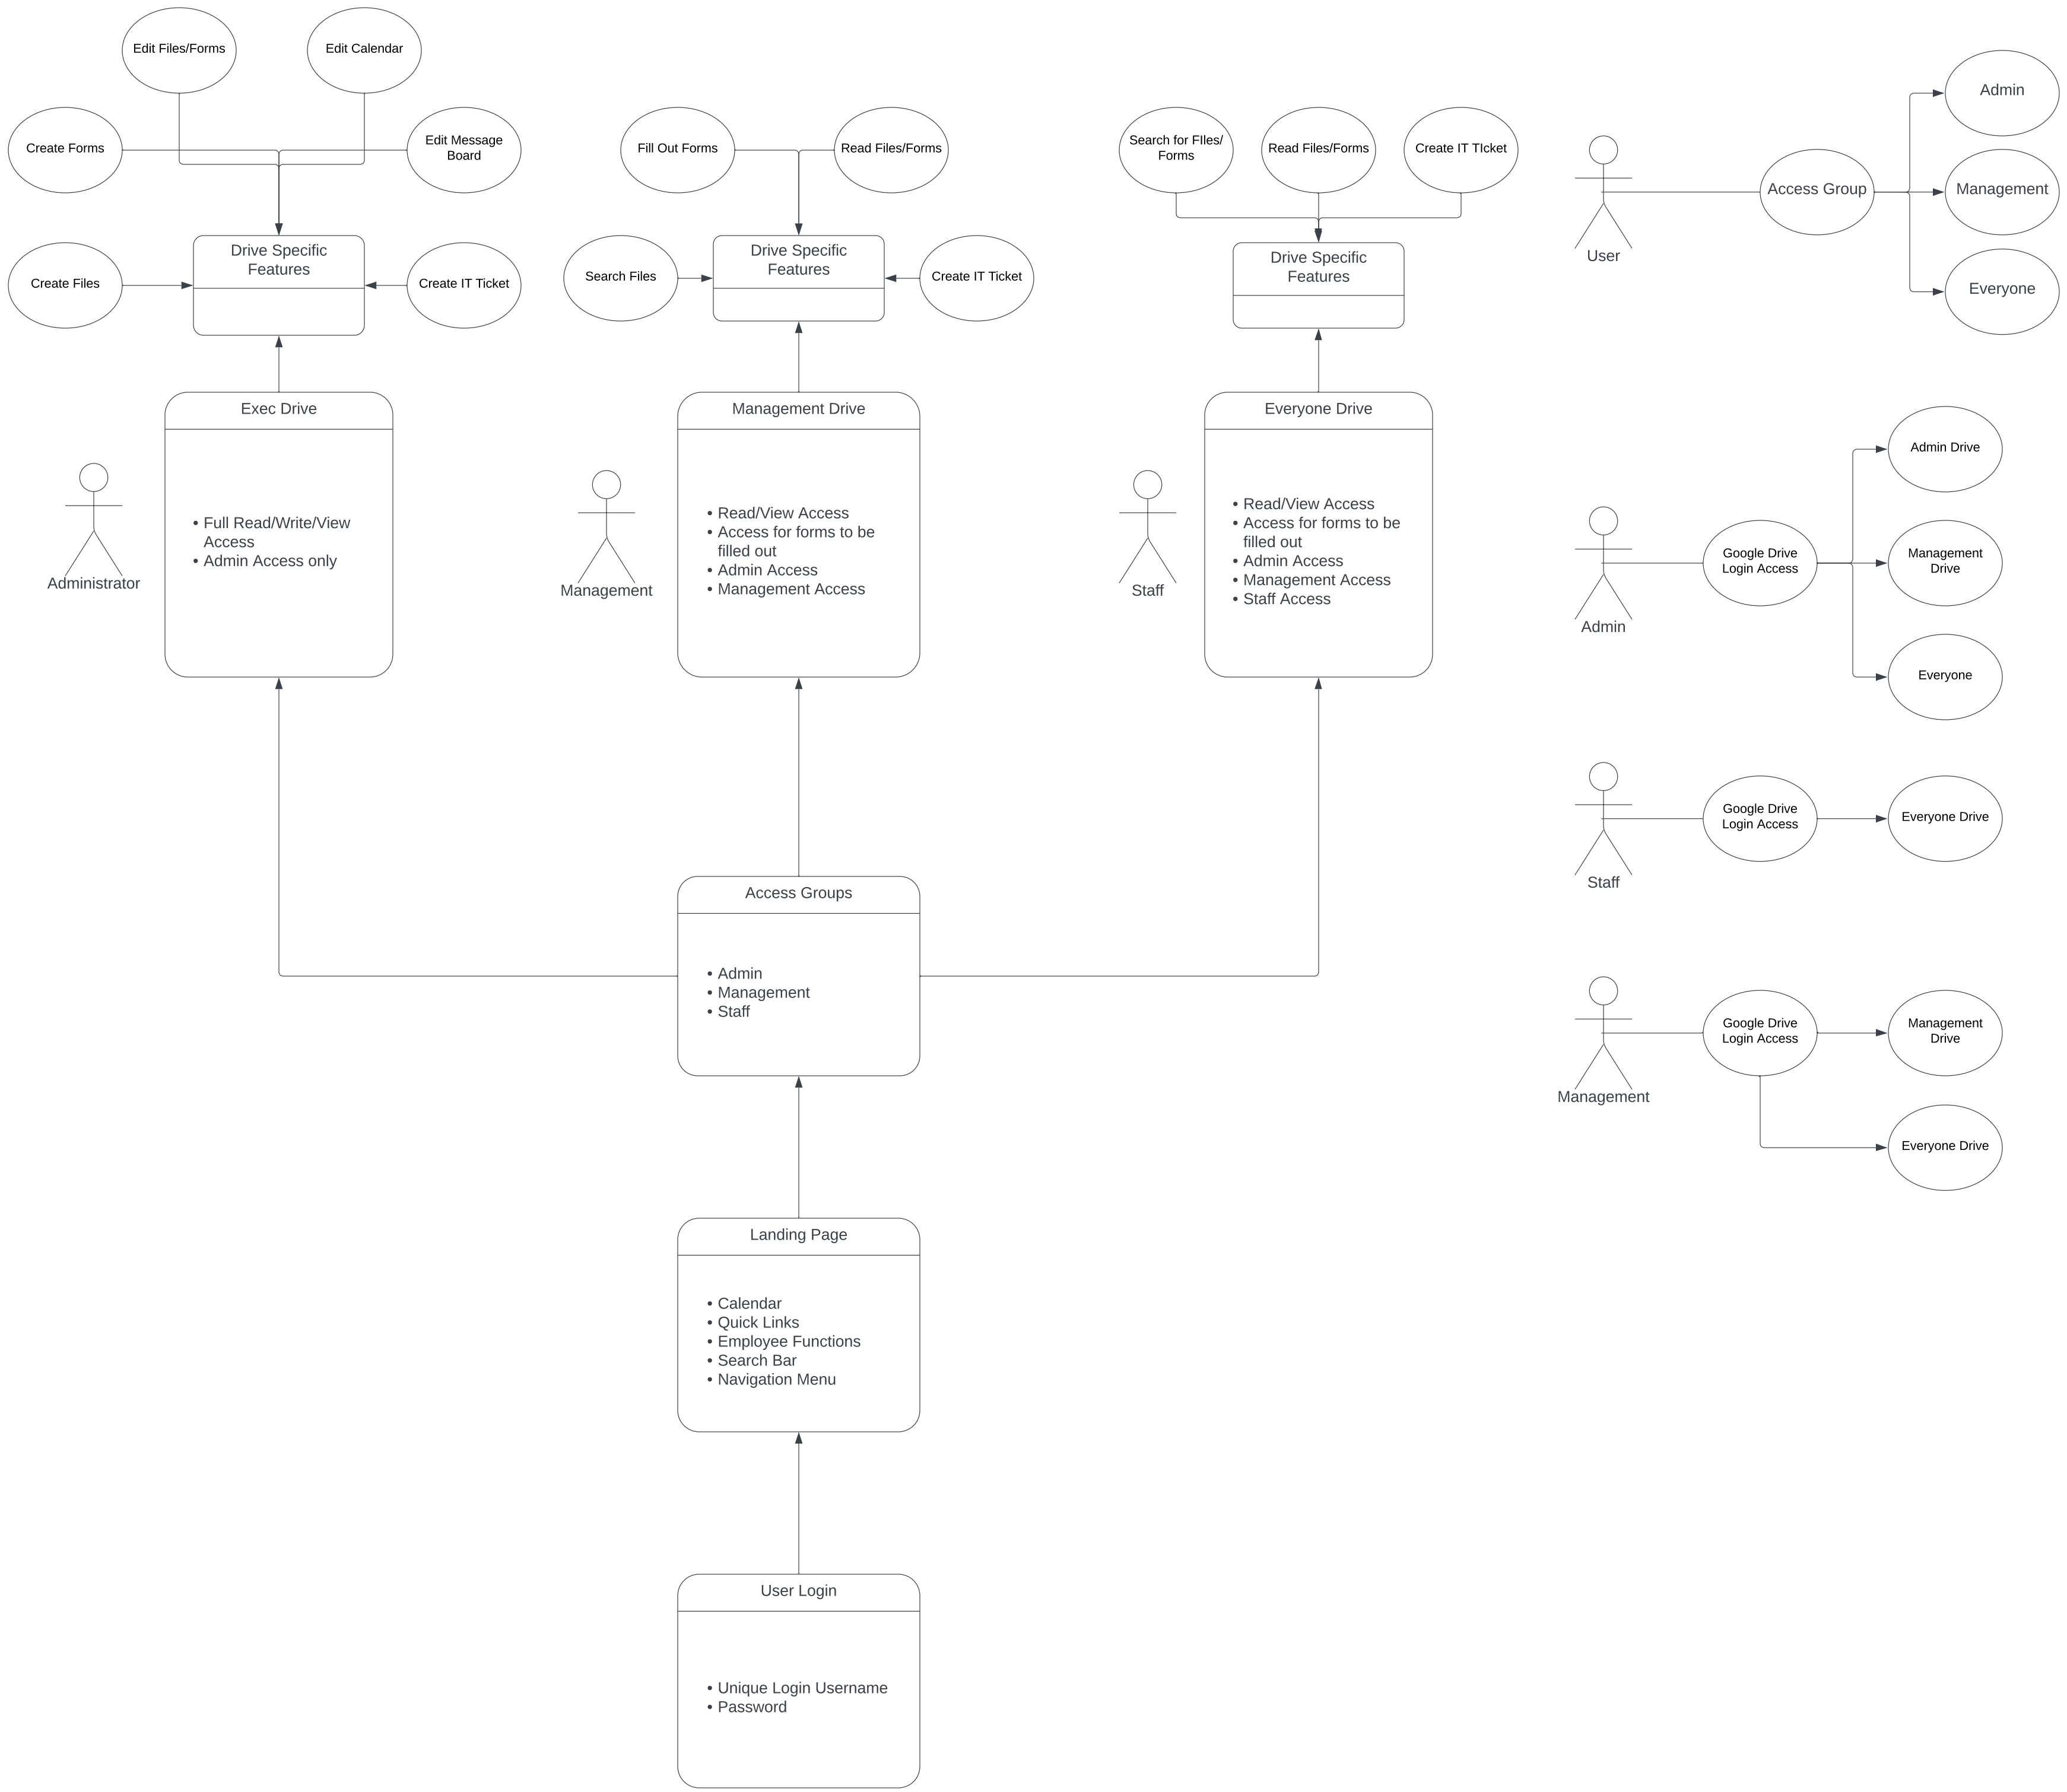 Edit Files/Forms
Edit Calendar
Create Forms
Edit Message
Board
Create Files
Drive Specific
Features
Create IT Ticket
Exec Drive
• Full Read/Write/View
Access
• Admin Access only
Administrator
Fill Out Forms
Read Files/Forms
Search Files
Drive Specific
Features
Create IT Ticket
Management Drive
• Read/View Access
• Access for forms to be
filled out
• Admin Access
• Management Access
Management
Search for FIles/
Forms
Read Files/Forms
Create IT TIcket
Drive Specific
Features
Everyone Drive
• Read/View Access
• Access for forms to be
filled out
• Admin Access
• Management Access
• Staff Access
Staff
Access Groups
• Admin
• Management
• Staff
Landing Page
• Calendar
• Quick Links
• Employee Functions
• Search Bar
• Navigation Menu
User Login
• Unique Login Username
• Password
User
Access Group
Admin
Management
Everyone
Admin
Google Drive
Login Access
Admin Drive
Management
Drive
Everyone
Staff
Google Drive
Login Access
Everyone Drive
Management
Google Drive
Login Access
Management
Drive
Everyone Drive